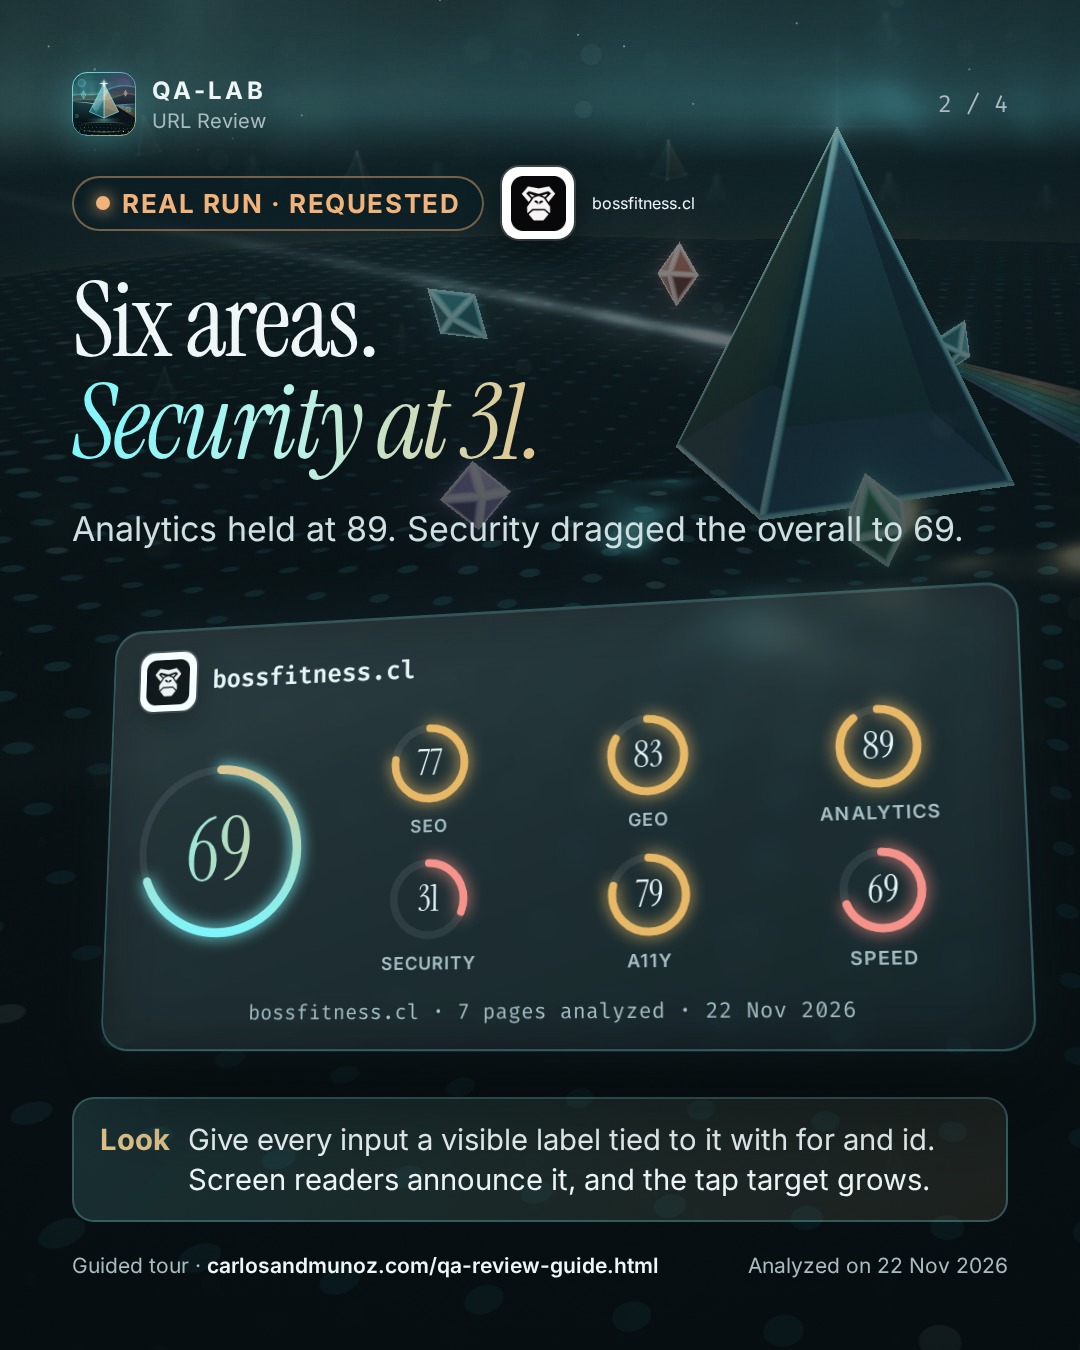 QA-LAB
URL Review
2 / 4
REAL RUN · REQUESTED
bossfitness.cl
Six areas.
Security at 31.
Analytics held at 89. Security dragged the overall to 69.
bossfitness.cl
69
77
SEO
83
GEO
89
ANALYTICS
31
SECURITY
79
A11Y
69
SPEED
bossfitness.cl · 7 pages analyzed · 22 Nov 2026
Look Give every input a visible label tied to it with for and id.
Screen readers announce it, and the tap target grows.
Guided tour · carlosandmunoz.com/qa-review-guide.html
Analyzed on 22 Nov 2026